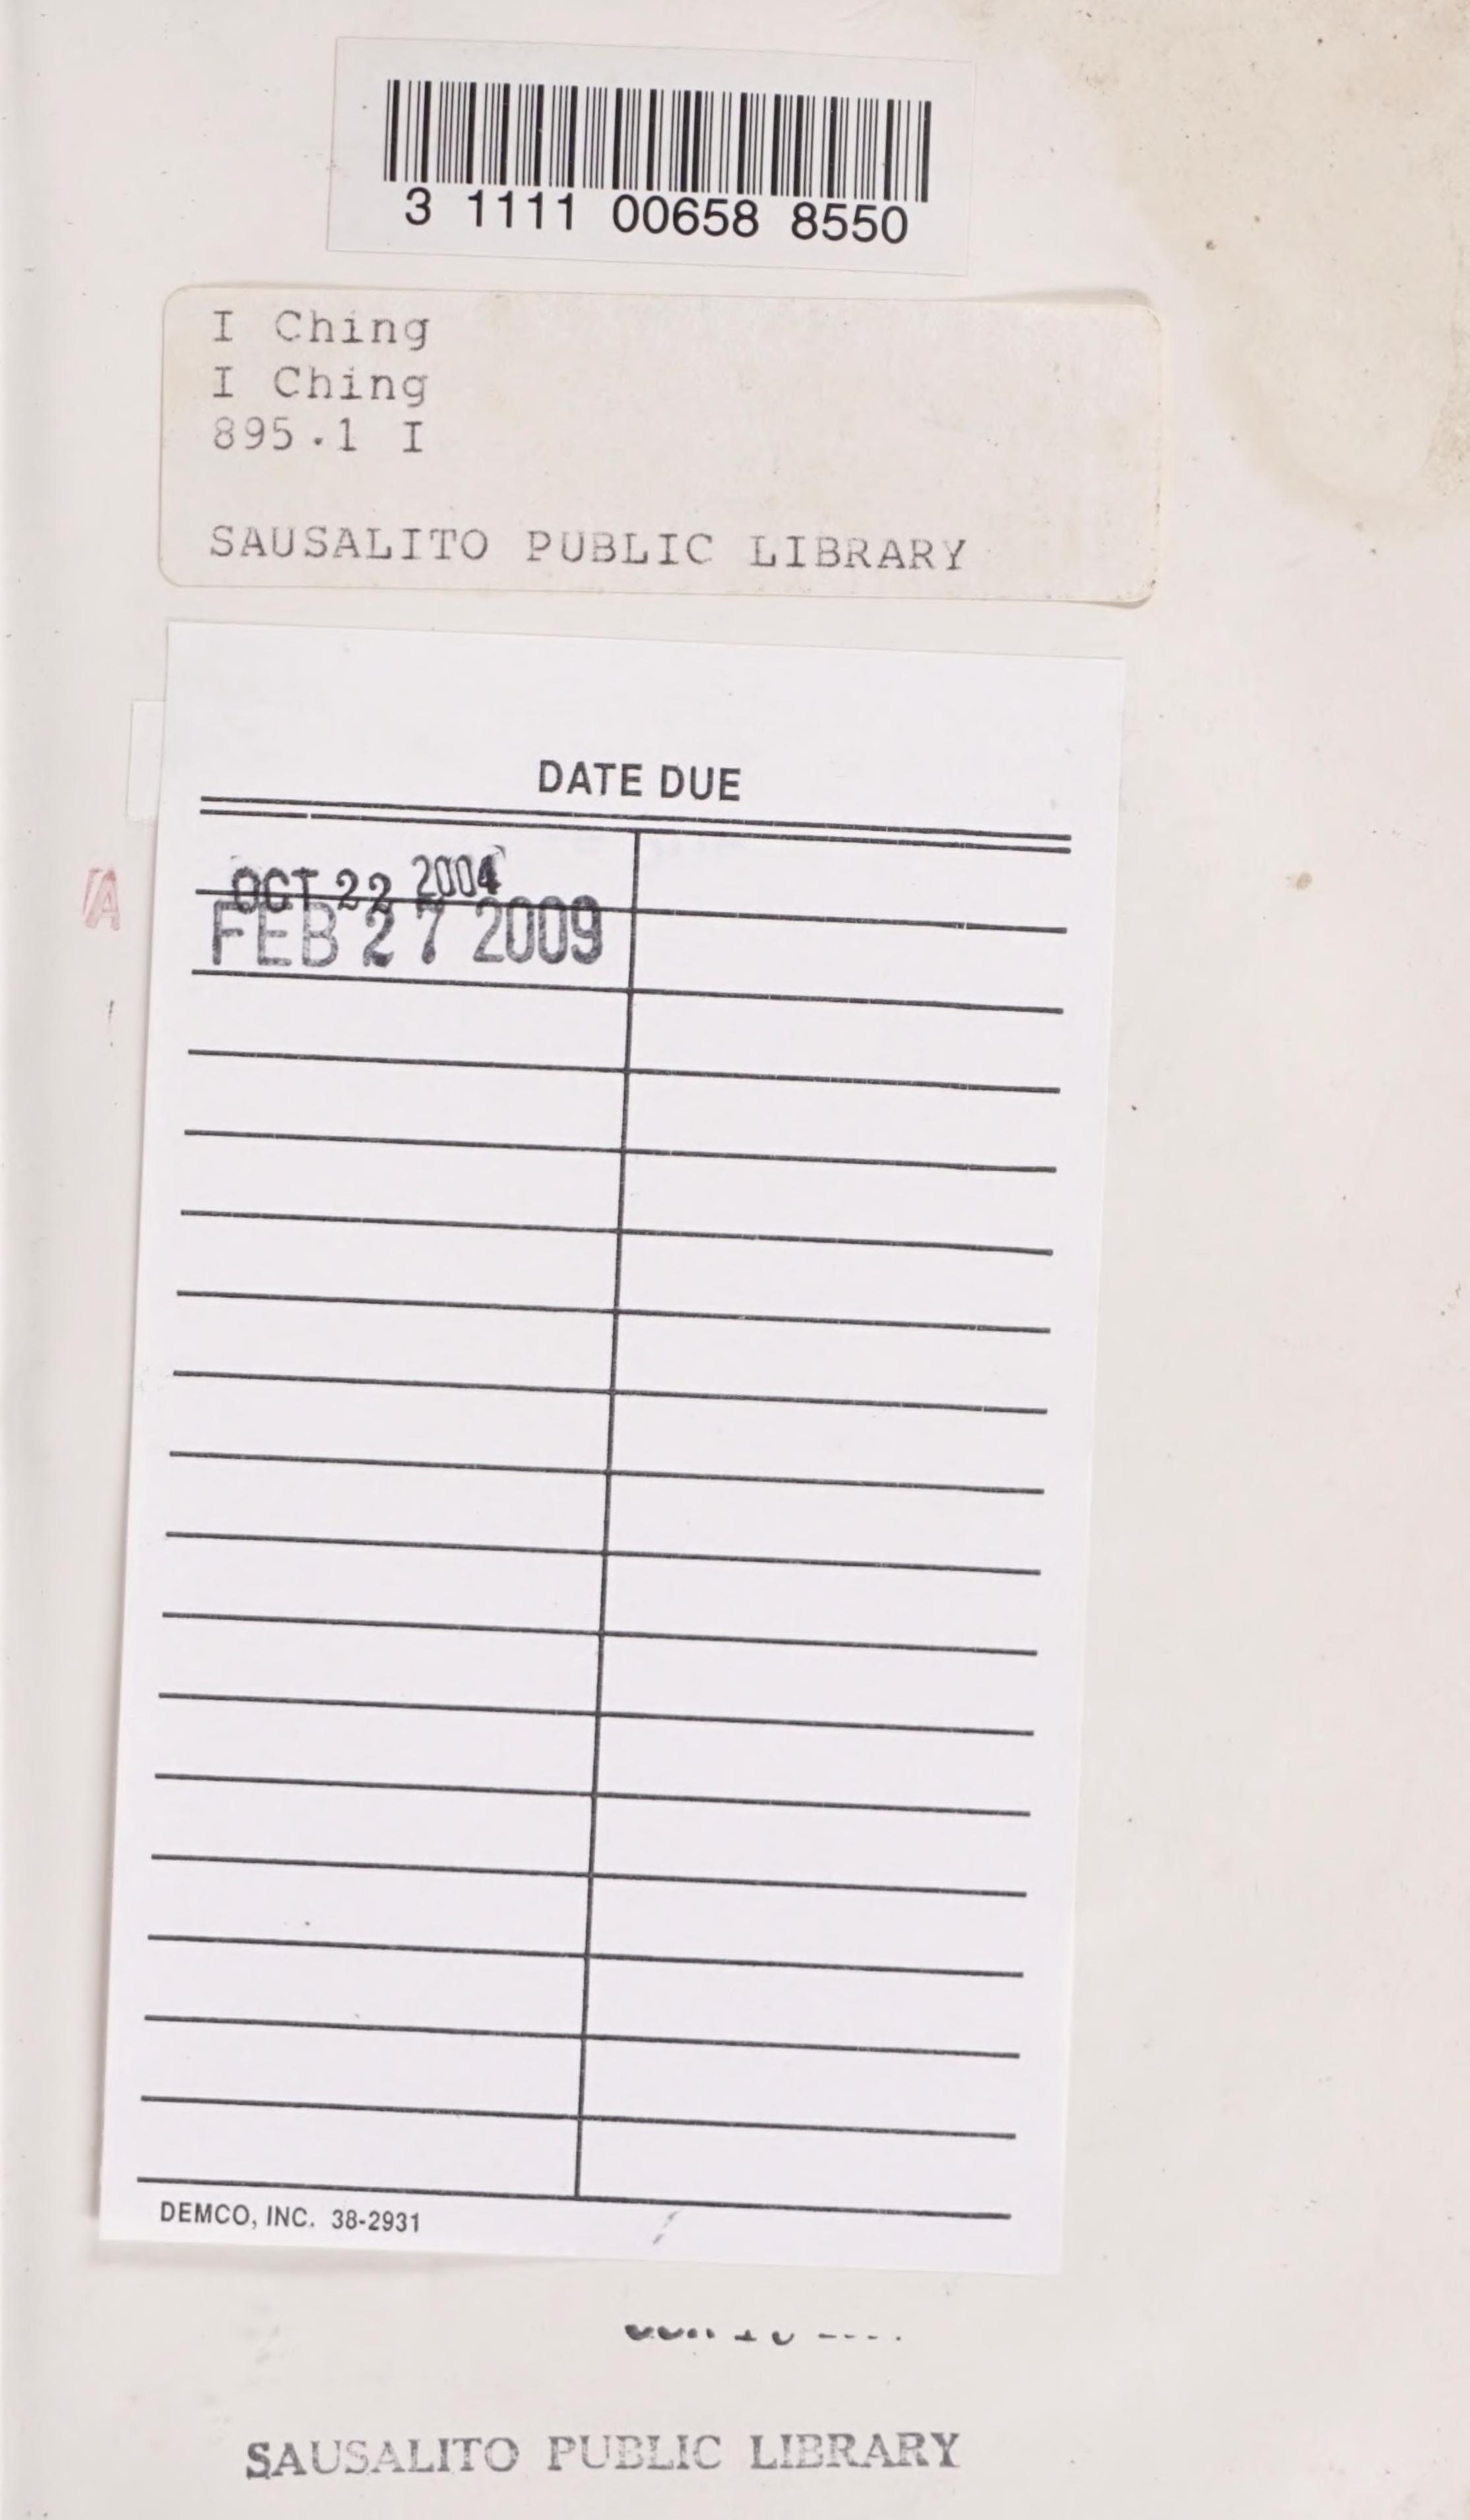 3 1111 00658 8550
I Ching
I Ching
895.1 I
SAUSALITO PUBLIC LIBRARY
DATE DUE
OCT 22 2004
FEB 27 2009
DEMCO, INC. 38-2931
SAUSALITO PUBLIC LIBRARY